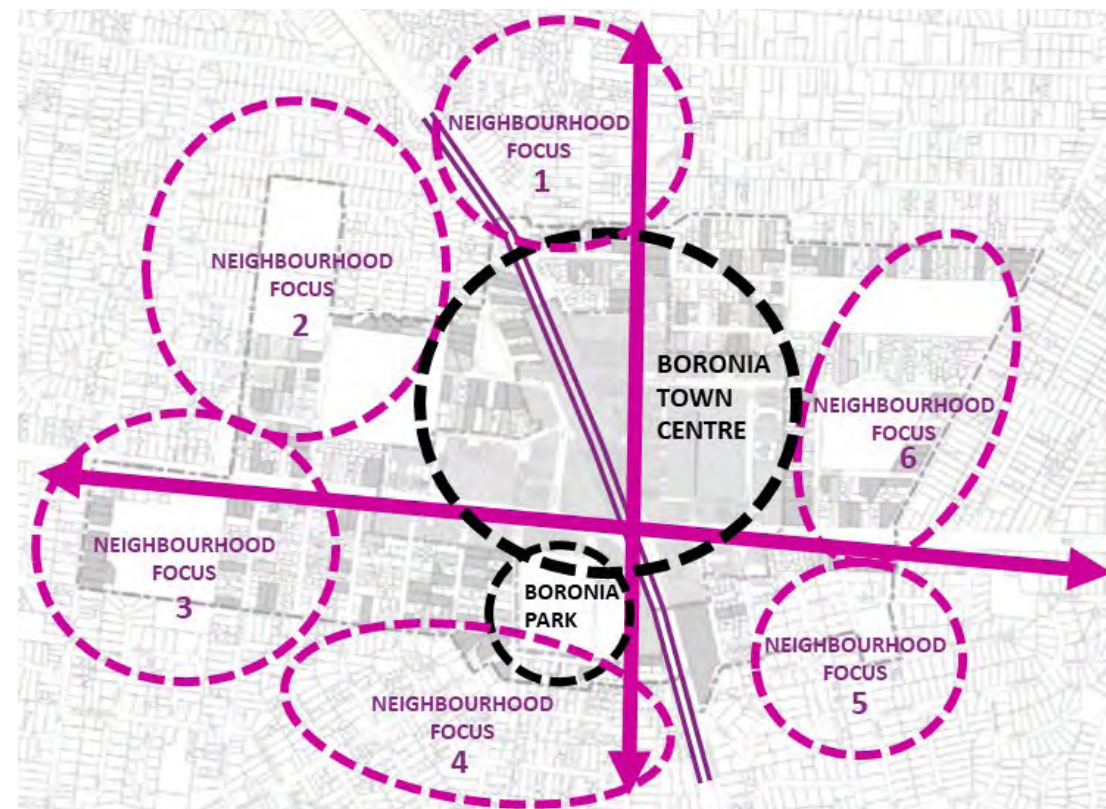 NEIGHBOURHOOD
FOCUS
1
NEIGHBOURHOOD
FOCUS
2
BORONIA
TOWN
CENTRE
NEIGHBOURHOOD
FOCUS
6
NEIGHBOURHOOD
FOCUS
3
BORONIA
PARK
NEIGHBOURHOOD
FOCUS
5
NEIGHBOURHOOD
FOCUS
4